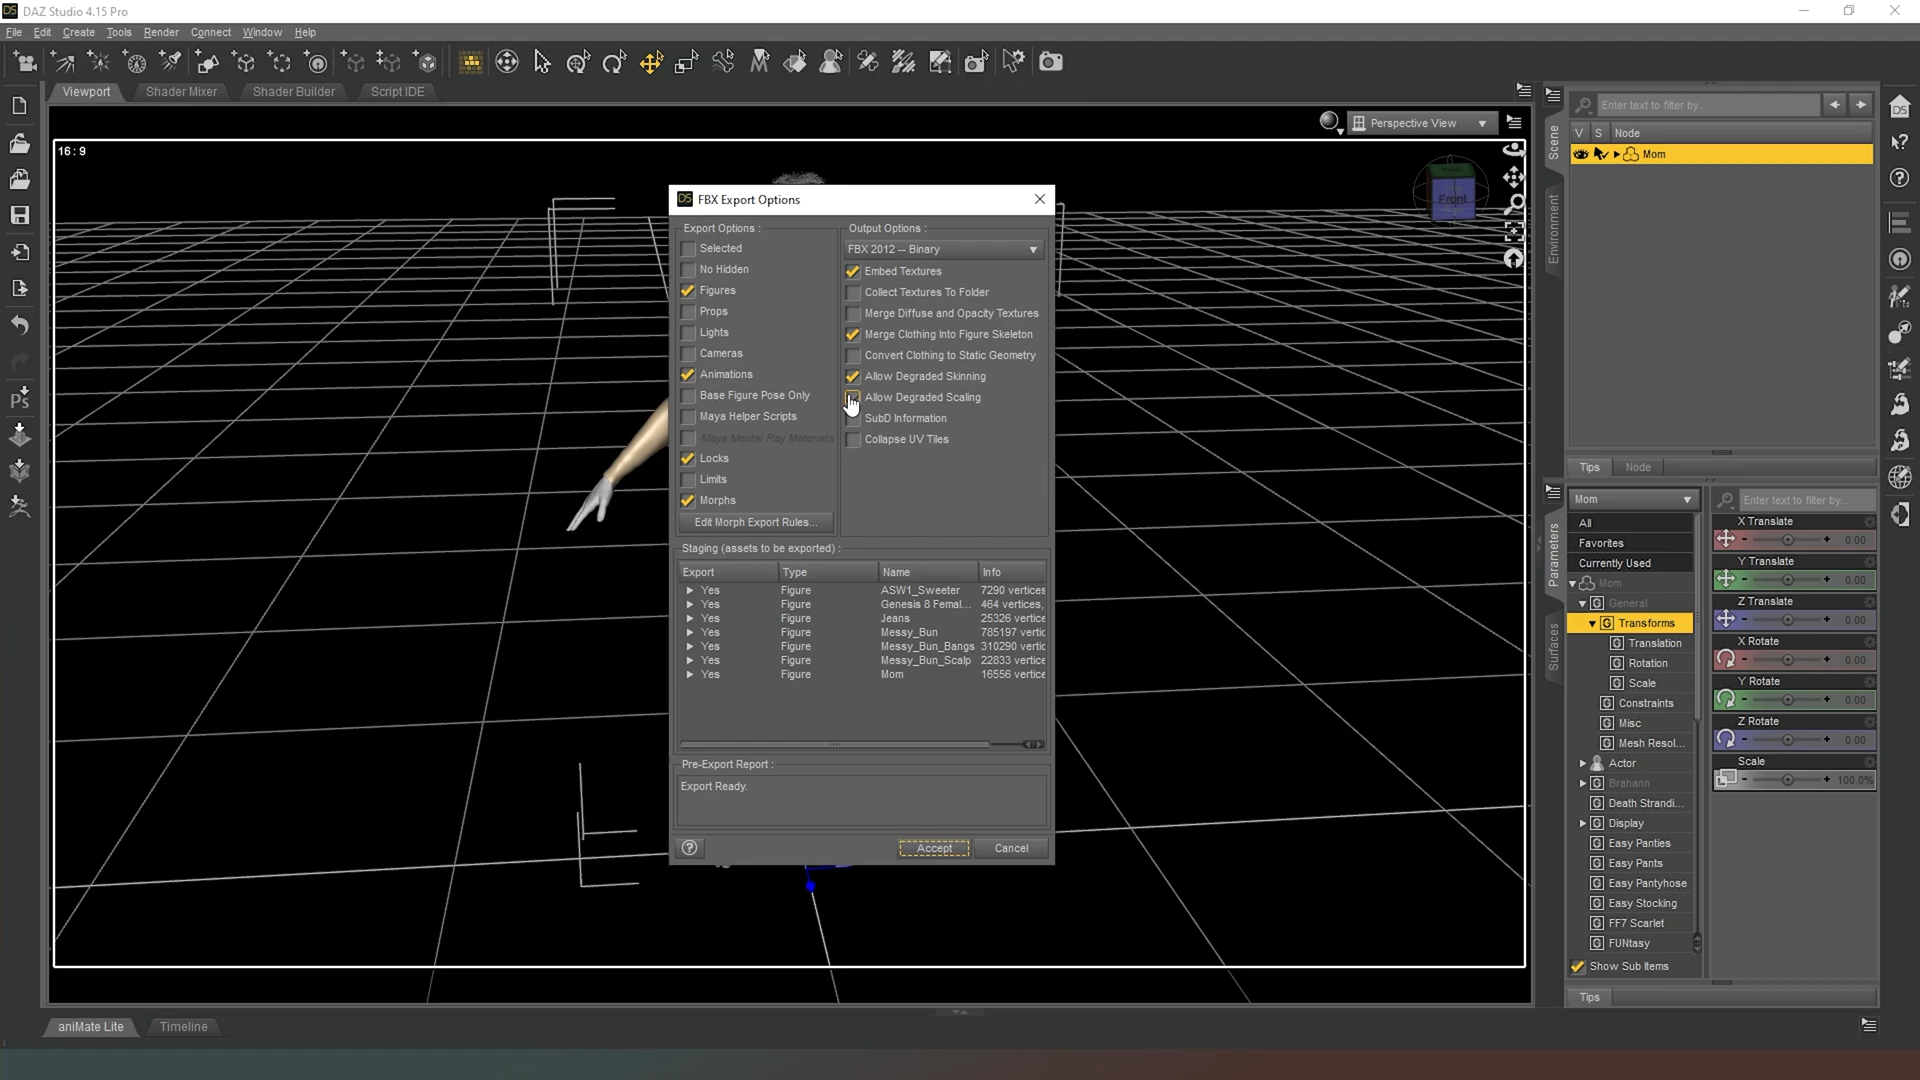 DAZ Studio 4.15 Pro
File Edit Create Tools Render Connect Window Help
Viewport Shader Mixer Shader Builder Script IDE
16:9
Perspective View
Front
FBX Export Options
Export Options :
Selected
No Hidden
Figures
Props
Lights
Cameras
Animations
Base Figure Pose Only
Maya Helper Scripts
Maya Mental Ray Materials
Locks
Limits
Morphs
Edit Morph Export Rules...
Output Options :
FBX 2012 -- Binary
Embed Textures
Collect Textures To Folder
Merge Diffuse and Opacity Textures
Merge Clothing Into Figure Skeleton
Convert Clothing to Static Geometry
Allow Degraded Skinning
Allow Degraded Scaling
SubD Information
Collapse UV Tiles
Staging (assets to be exported) :
Export Type Name Info
Yes Figure ASW1_Sweeter 7290 vertices
Yes Figure Genesis 8 Femal... 464 vertices,
Yes Figure Jeans 25326 vertic
Yes Figure Messy_Bun 785197 vertic
Yes Figure Messy_Bun_Bangs 310290 vertic
Yes Figure Messy_Bun_Scalp 22833 vertice
Yes Figure Mom 16556 vertice
Pre-Export Report :
Export Ready.
Accept Cancel
Scene
Environment
Enter text to filter by...
V S Node
Mom
Tips Node
Parameters
Surfaces
Mom
Enter text to filter by...
All
Favorites
Currently Used
Mom
General
Transforms
Translation
Rotation
Scale
Constraints
Misc
Mesh Resol...
Actor
Brahann
Death Strandi...
Display
Easy Panties
Easy Pants
Easy Pantyhose
Easy Stocking
FF7 Scarlet
FUNtasy
Show Sub Items
X Translate
0.00
Y Translate
0.00
Z Translate
0.00
X Rotate
0.00
Y Rotate
0.00
Z Rotate
0.00
Scale
100.0%
Tips
aniMate Lite Timeline